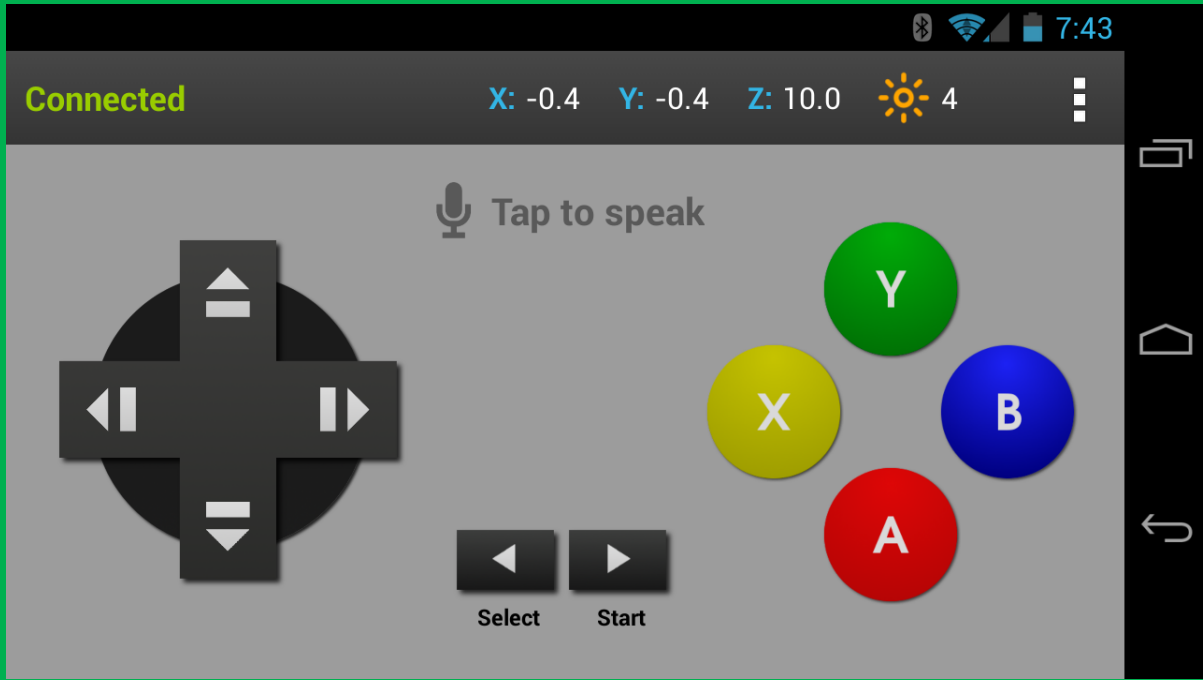 7:43
Connected X: -0.4 Y: -0.4 Z: 10.0 4
Tap to speak
Y
X B
A
Select Start